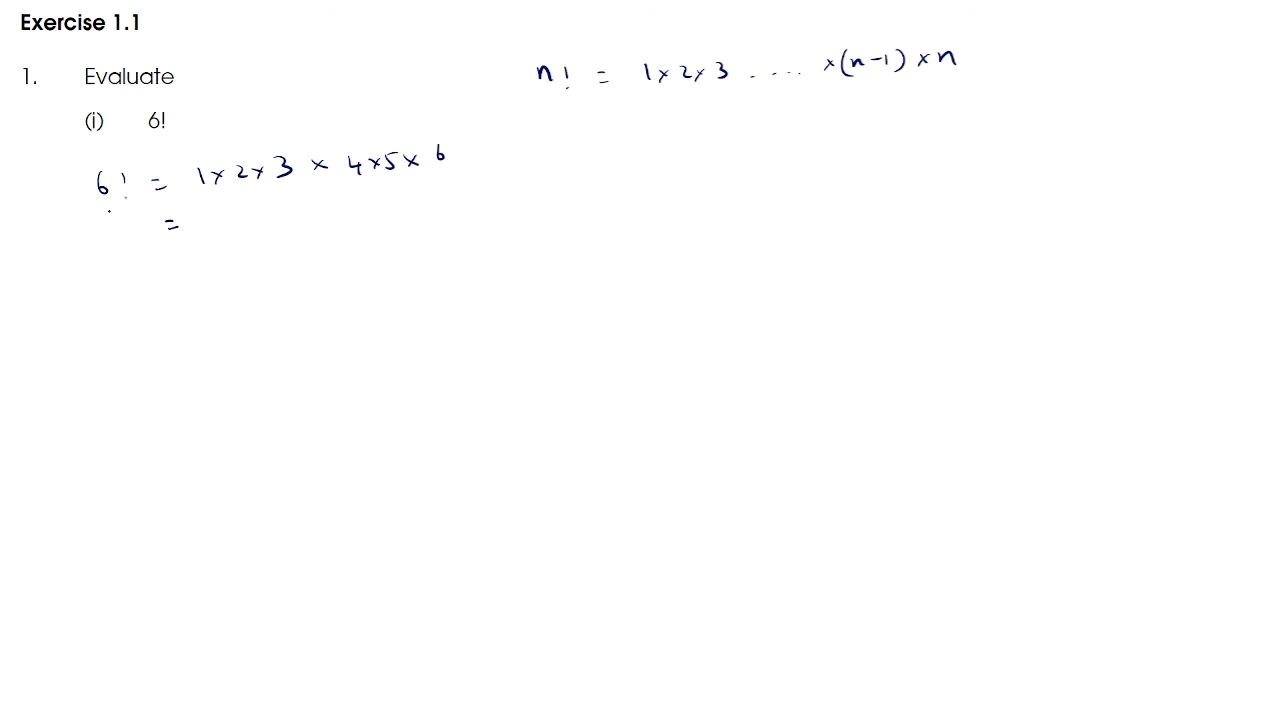 Exercise 1.1
1. Evaluate
n! = 1 × 2 × 3 ..... × (n-1) × n
(i) 6!
6! = 1 × 2 × 3 × 4 × 5 × 6
=